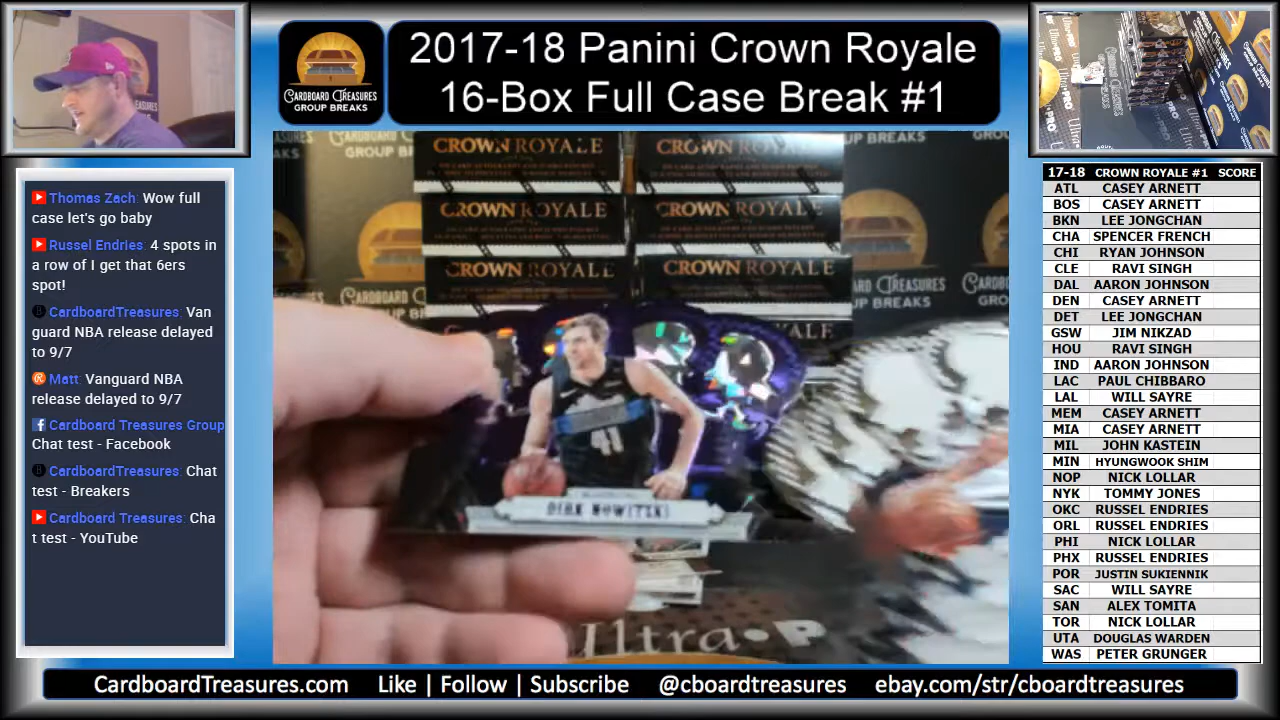 2017-18 Panini Crown Royale
16-Box Full Case Break #1
CARDBOARD TREASURES
GROUP BREAKS
Thomas Zach: Wow full
case let's go baby
Russel Endries: 4 spots in
a row of I get that 6ers
spot!
CardboardTreasures: Van
guard NBA release delayed
to 9/7
Matt: Vanguard NBA
release delayed to 9/7
Cardboard Treasures Group
Chat test - Facebook
CardboardTreasures: Chat
test - Breakers
Cardboard Treasures: Cha
t test - YouTube
CROWN ROYALE
CROWN ROYALE
CROWN ROYALE
CROWN ROYALE
CROWN ROYALE
CROWN ROYALE
GROUP BREAKS
41
DIRK NOWITZKI
Ultra•P
17-18 CROWN ROYALE #1 SCORE
ATL CASEY ARNETT
BOS CASEY ARNETT
BKN LEE JONGCHAN
CHA SPENCER FRENCH
CHI RYAN JOHNSON
CLE RAVI SINGH
DAL AARON JOHNSON
DEN CASEY ARNETT
DET LEE JONGCHAN
GSW JIM NIKZAD
HOU RAVI SINGH
IND AARON JOHNSON
LAC PAUL CHIBBARO
LAL WILL SAYRE
MEM CASEY ARNETT
MIA CASEY ARNETT
MIL JOHN KASTEIN
MIN HYUNGWOOK SHIM
NOP NICK LOLLAR
NYK TOMMY JONES
OKC RUSSEL ENDRIES
ORL RUSSEL ENDRIES
PHI NICK LOLLAR
PHX RUSSEL ENDRIES
POR JUSTIN SUKIENNIK
SAC WILL SAYRE
SAN ALEX TOMITA
TOR NICK LOLLAR
UTA DOUGLAS WARDEN
WAS PETER GRUNGER
CardboardTreasures.com Like | Follow | Subscribe @cboardtreasures ebay.com/str/cboardtreasures